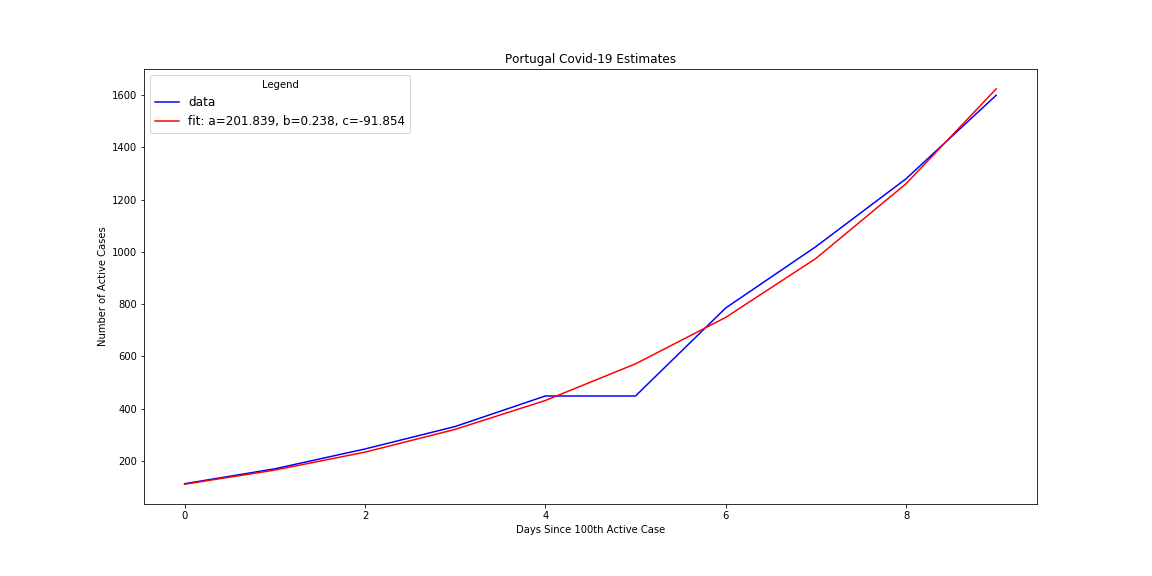 Portugal Covid-19 Estimates
Legend
data
fit: a=201.839, b=0.238, c=-91.854
Number of Active Cases
1600
1400
1200
1000
800
600
400
200
0 2 4 6 8
Days Since 100th Active Case